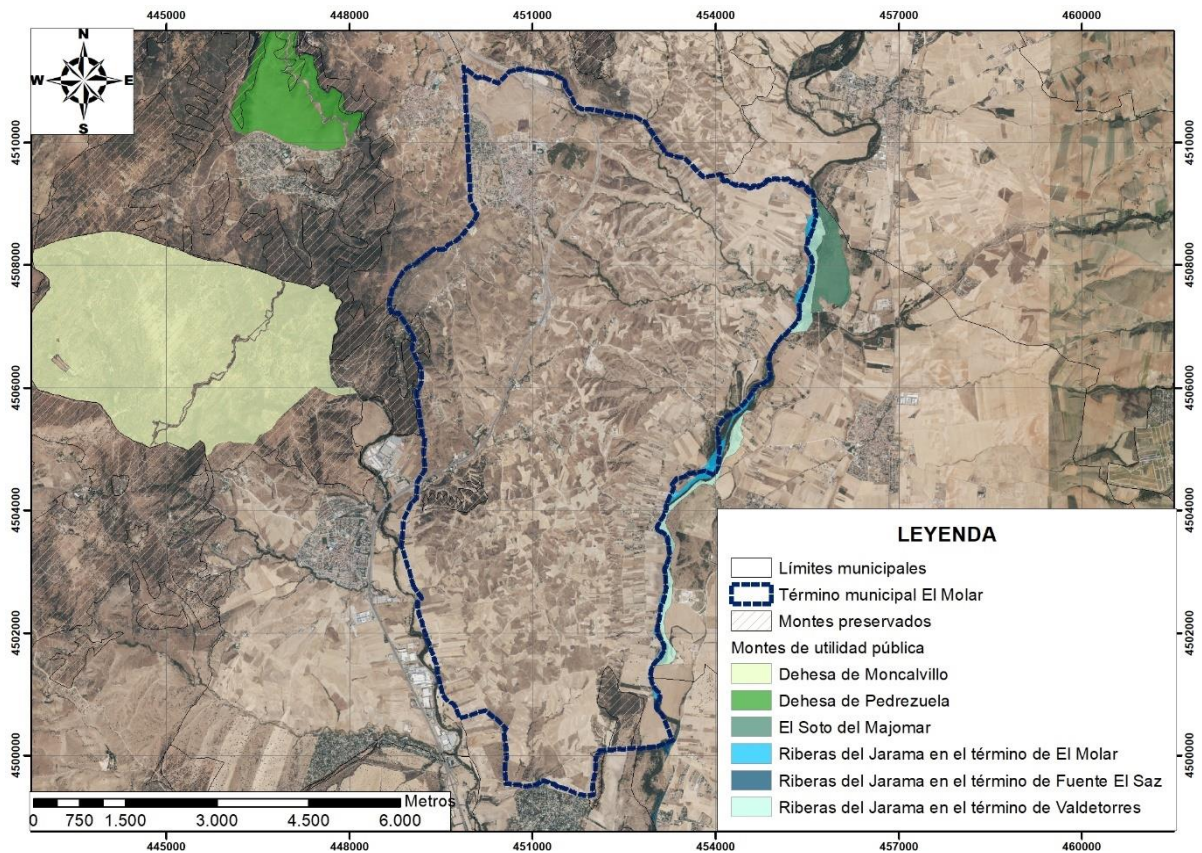 445000 448000 451000 454000 457000 460000
N
W E
S
4510000 4510000
4508000 4508000
4506000 4506000
4504000 4504000
4502000 4502000
4500000 4500000
LEYENDA
Límites municipales
Término municipal El Molar
Montes preservados
Montes de utilidad pública
Dehesa de Moncalvillo
Dehesa de Pedrezuela
El Soto del Majomar
Riberas del Jarama en el término de El Molar
Riberas del Jarama en el término de Fuente El Saz
Riberas del Jarama en el término de Valdetorres
Metros
0 750 1.500 3.000 4.500 6.000
445000 448000 451000 454000 457000 460000